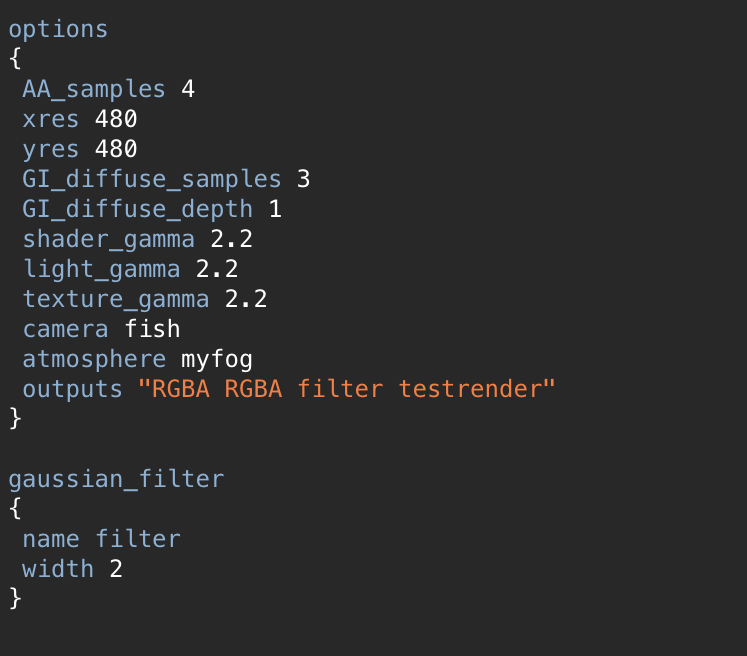 options
{
AA_samples 4
xres 480
yres 480
GI_diffuse_samples 3
GI_diffuse_depth 1
shader_gamma 2.2
light_gamma 2.2
texture_gamma 2.2
camera fish
atmosphere myfog
outputs "RGBA RGBA filter testrender"
}
gaussian_filter
{
name filter
width 2
}